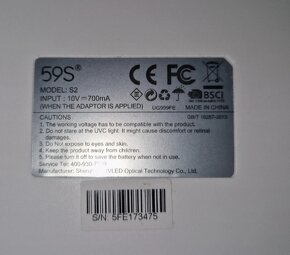 59S®
CE FC
BSCI
MODEL: S2
INPUT : 10V⎓700mA
(WHEN THE ADAPTOR IS APPLIED)
MADE IN CHINA
CAUTIONS
GB/T
1. The working voltage has to be compatible with the product.
2. Do not stare at the UVC light. It might cause discoloration or
removal.
3. Do not expose to eyes and skin.
4. Keep the product away from children.
5. Please turn it off to save the battery when not in use.
Service Tel: 400-930-
Manufacturer: LED Optical Technology Co.,Ltd.
S/N: 5FE173475